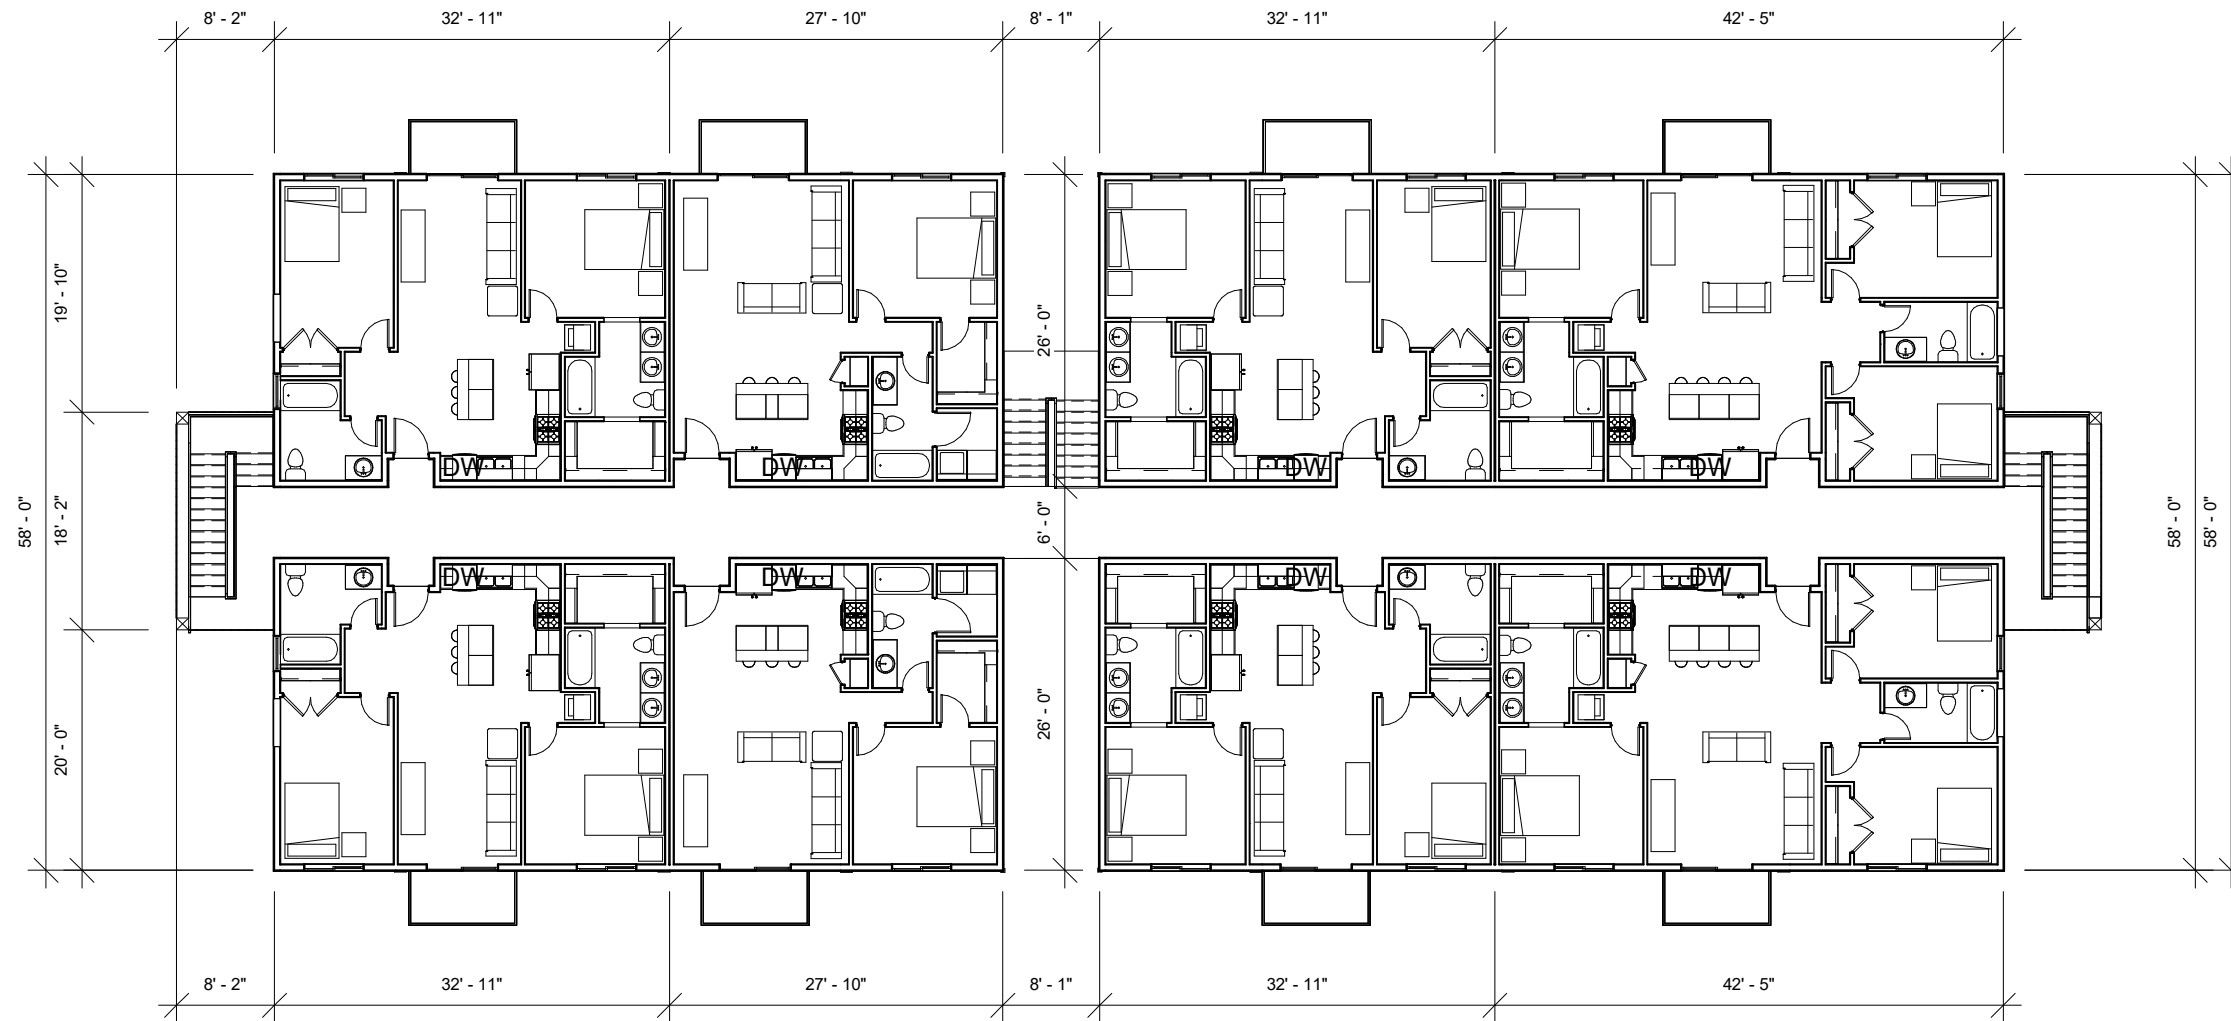 8' - 2" 32' - 11" 27' - 10" 8' - 1" 32' - 11" 42' - 5"
19' - 10"
26' - 0"
DW DW DW DW
58' - 0" 18' - 2" 6' - 0" 58' - 0" 58' - 0"
DW DW DW DW
20' - 0" 26' - 0"
8' - 2" 32' - 11" 27' - 10" 8' - 1" 32' - 11" 42' - 5"